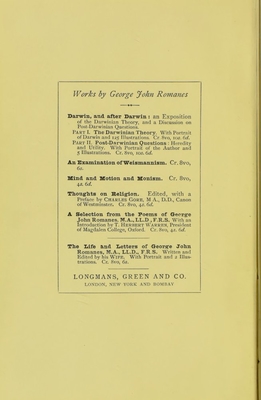 Works by George John Romanes
Darwin, and after Darwin: an Exposition
of the Darwinian Theory, and a Discussion on
Post-Darwinian Questions
PART I. The Darwinian Theory. With Portrait
of Darwin and 125 Illustrations. Cr. 8vo, 10s. 6d.
PART II. Post-Darwinian Questions: Heredity
and Utility. With Portrait of the Author and
5 Illustrations. Cr. 8vo, 10s. 6d.
An Examination of Weismannism. Cr. 8vo,
6s.
Mind and Motion and Monism. Cr. 8vo,
4s. 6d.
Thoughts on Religion. Edited, with a
Preface by CHARLES GORE, M.A., D.D., Canon
of Westminster. Cr. 8vo, 4s. 6d.
A Selection from the Poems of George
John Romanes, M.A., LL.D., F.R.S. With an
Introduction by T. HERBERT WARREN, President
of Magdalen College, Oxford. Cr. 8vo, 4s. 6d.
The Life and Letters of George John
Romanes, M.A., LL.D., F.R.S. Written and
Edited by his WIFE. With Portrait and 2 Illus-
trations. Cr. 8vo, 6s.
LONGMANS, GREEN AND CO.
LONDON, NEW YORK AND BOMBAY